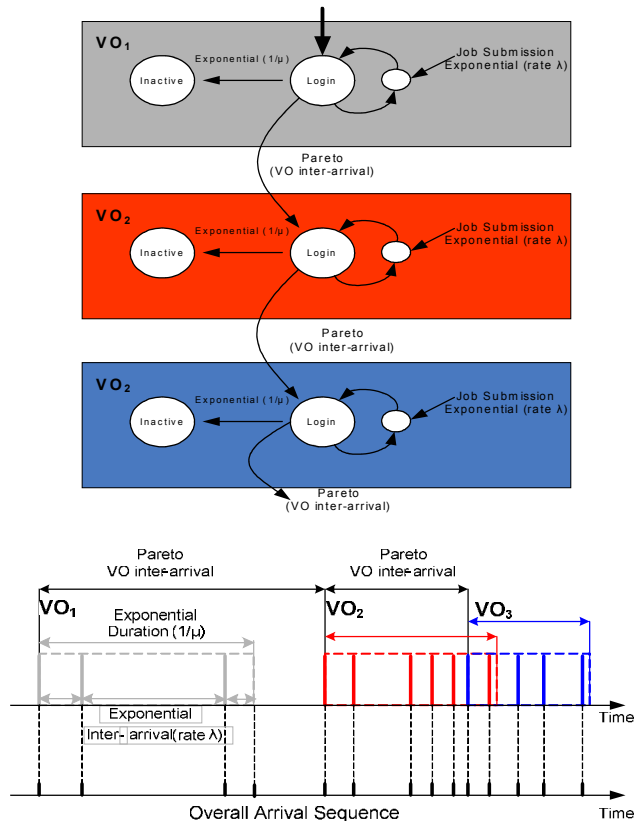 VO1
Exponential (1/μ)
Inactive
Login
Job Submission
Exponential (rate λ)
Pareto
(VO inter-arrival)
VO2
Exponential (1/μ)
Inactive
Login
Job Submission
Exponential (rate λ)
Pareto
(VO inter-arrival)
VO2
Exponential (1/μ)
Inactive
Login
Job Submission
Exponential (rate λ)
Pareto
(VO inter-arrival)
Pareto
VO inter-arrival
Pareto
VO inter-arrival
VO1
VO2
VO3
Exponential
Duration (1/μ)
Exponential
Inter-arrival(rate λ)
Time
Overall Arrival Sequence
Time